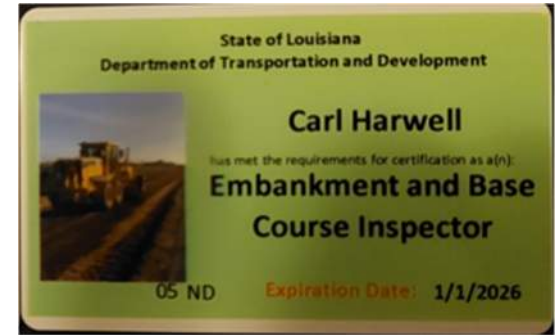 State of Louisiana
Department of Transportation and Development
Carl Harwell
has met the requirements for certification as a(n):
Embankment and Base
Course Inspector
05 ND Expiration Date: 1/1/2026